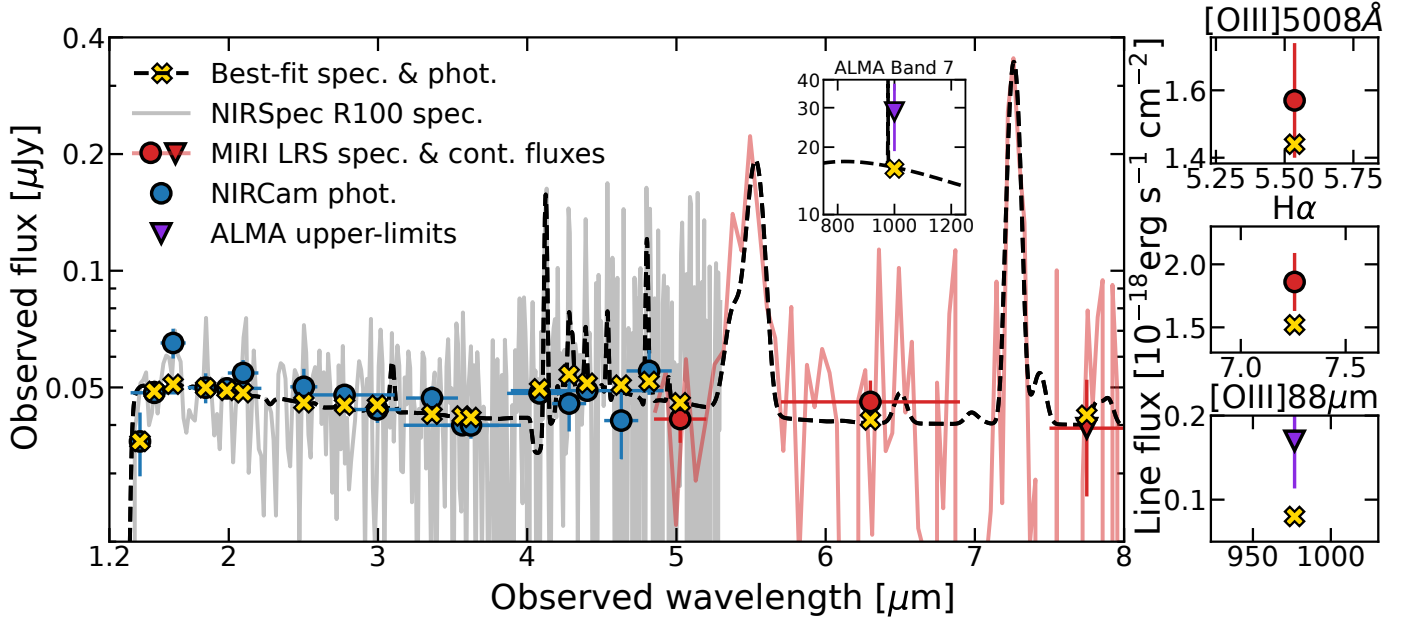 Observed flux [μJy]
0.4
0.2
0.1
0.05
Best-fit spec. & phot.
NIRSpec R100 spec.
MIRI LRS spec. & cont. fluxes
NIRCam phot.
ALMA upper-limits
ALMA Band 7
40
30
20
10
800 1000 1200
1.2 2 3 4 5 6 7 8
Observed wavelength [μm]
Line flux [10⁻¹⁸erg s⁻¹ cm⁻²]
[OIII]5008Å
1.6
1.4
5.25 5.50 5.75
Hα
2.0
1.5
7.0 7.5
[OIII]88μm
0.2
0.1
950 1000